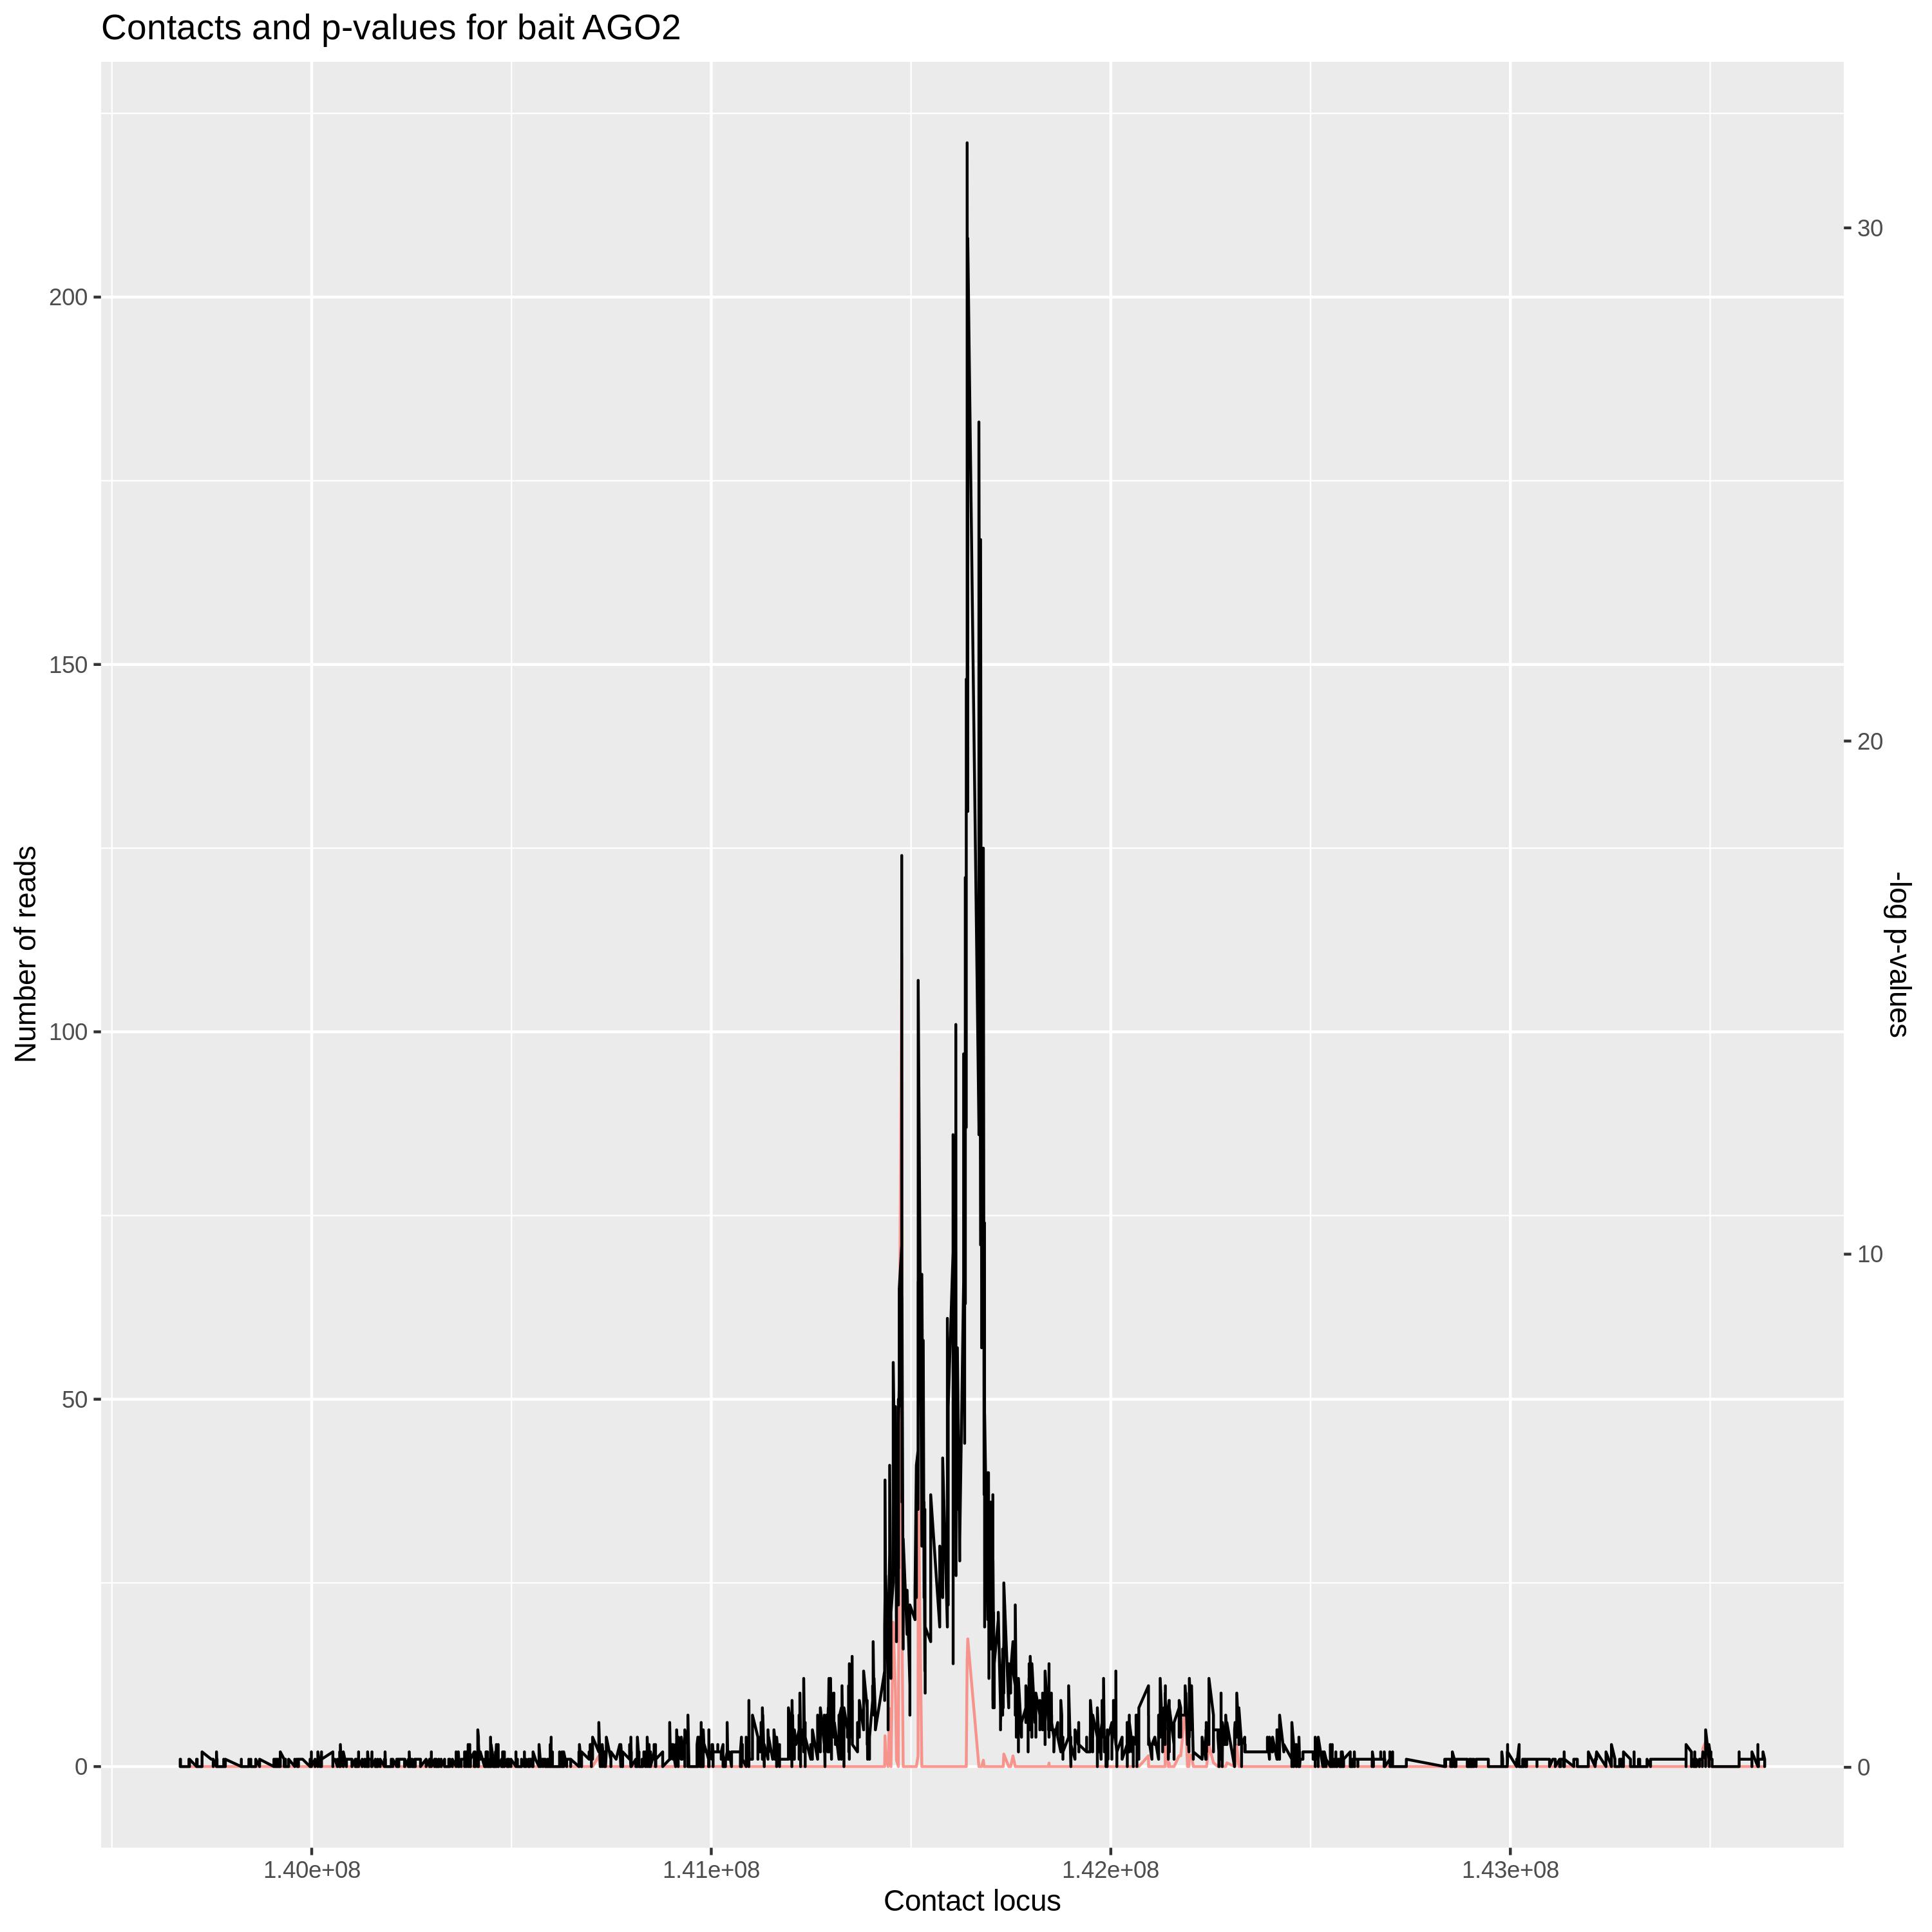 Contacts and p-values for bait AGO2
Number of reads
200
150
100
50
0
30
20
10
0
-log p-values
1.40e+08 1.41e+08 1.42e+08 1.43e+08
Contact locus